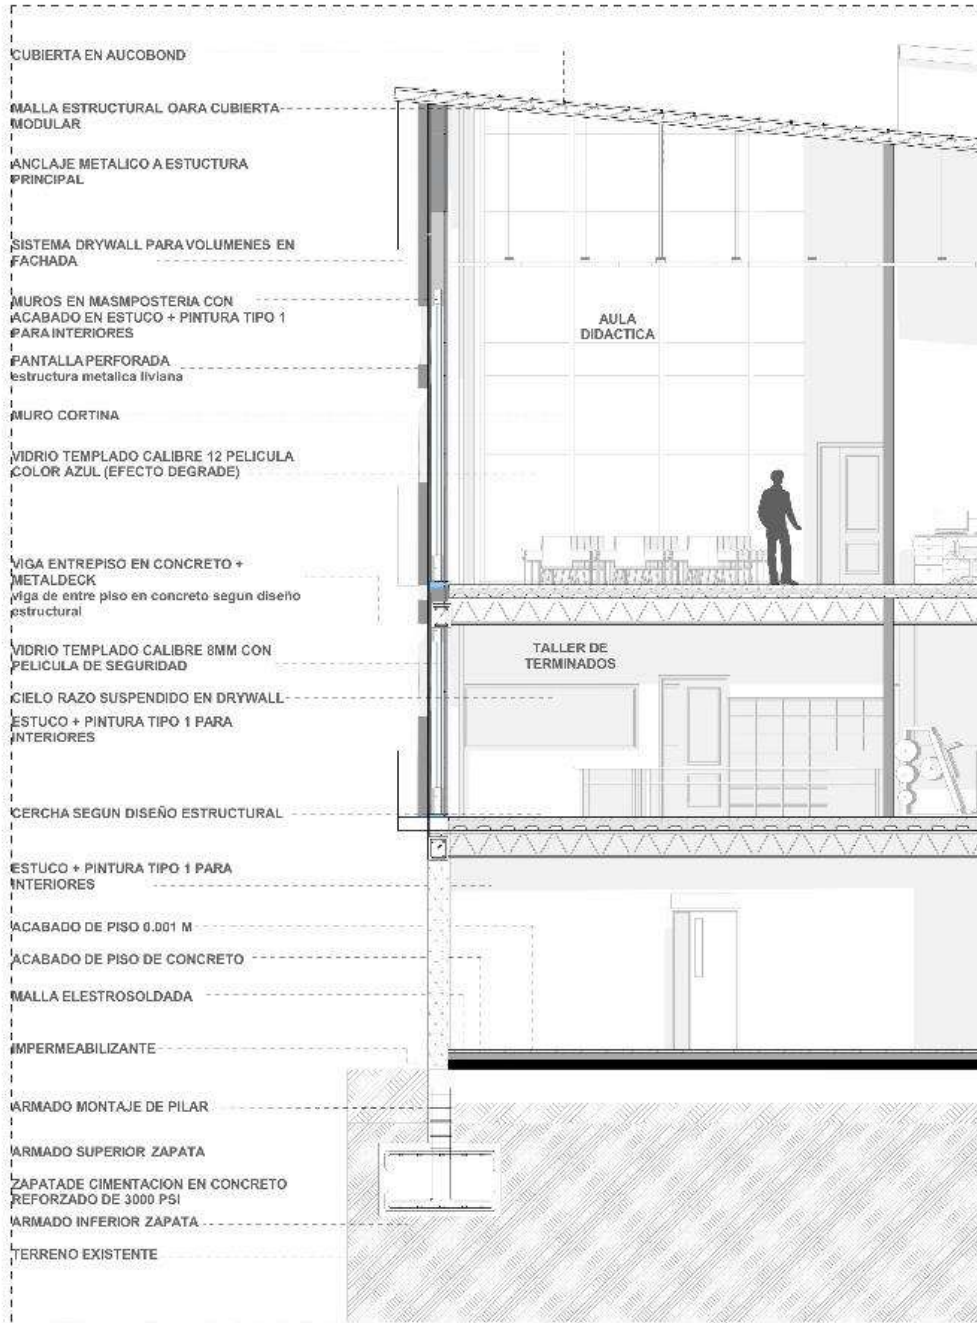 CUBIERTA EN AUCOBOND
MALLA ESTRUCTURAL OARA CUBIERTA
MODULAR
ANCLAJE METALICO A ESTUCTURA
PRINCIPAL
SISTEMA DRYWALL PARA VOLUMENES EN
FACHADA
MUROS EN MASMPOSTERIA CON
ACABADO EN ESTUCO + PINTURA TIPO 1
PARA INTERIORES
PANTALLA PERFORADA
estructura metalica liviana
MURO CORTINA
VIDRIO TEMPLADO CALIBRE 12 PELICULA
COLOR AZUL (EFECTO DEGRADE)
VIGA ENTREPISO EN CONCRETO +
METALDECK
viga de entre piso en concreto segun diseño
estructural
VIDRIO TEMPLADO CALIBRE 8MM CON
PELICULA DE SEGURIDAD
CIELO RAZO SUSPENDIDO EN DRYWALL
ESTUCO + PINTURA TIPO 1 PARA
INTERIORES
CERCHA SEGUN DISEÑO ESTRUCTURAL
ESTUCO + PINTURA TIPO 1 PARA
INTERIORES
ACABADO DE PISO 0.001 M
ACABADO DE PISO DE CONCRETO
MALLA ELESTROSOLDADA
IMPERMEABILIZANTE
ARMADO MONTAJE DE PILAR
ARMADO SUPERIOR ZAPATA
ZAPATADE CIMENTACION EN CONCRETO
REFORZADO DE 3000 PSI
ARMADO INFERIOR ZAPATA
TERRENO EXISTENTE
AULA
DIDACTICA
TALLER DE
TERMINADOS